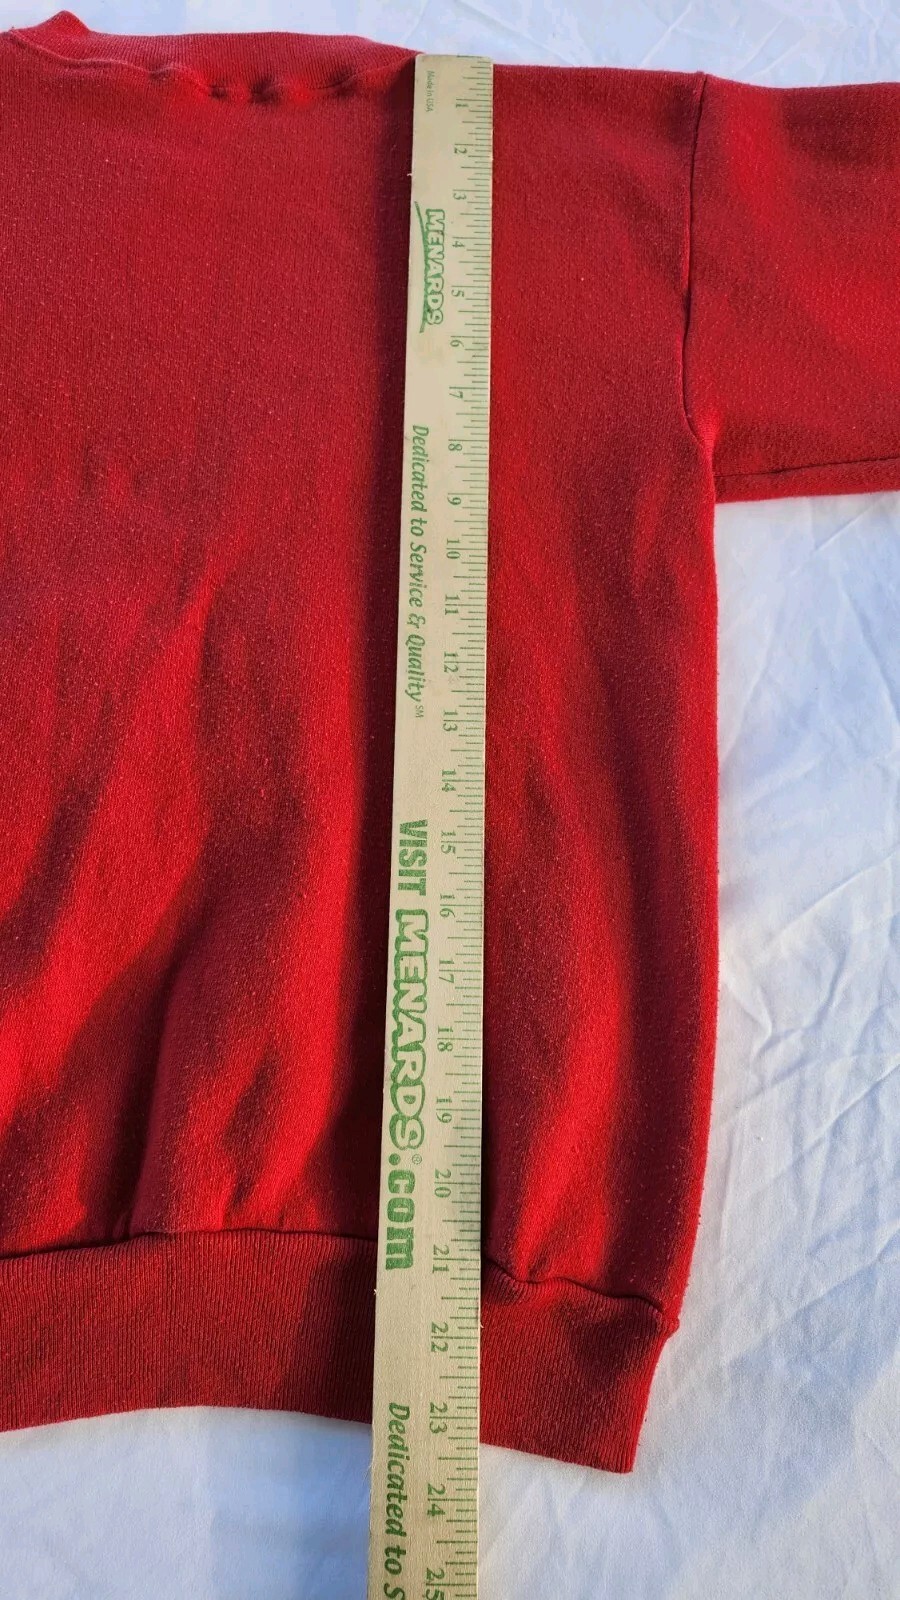 Made in USA
1 2 3 4 5 6 7 8 9 10 11 12 13 14 15 16 17 18 19 20 21 22 23 24 25
MENARDS
Dedicated to Service & Quality SM
VISIT MENARDS®.com
Dedicated to S